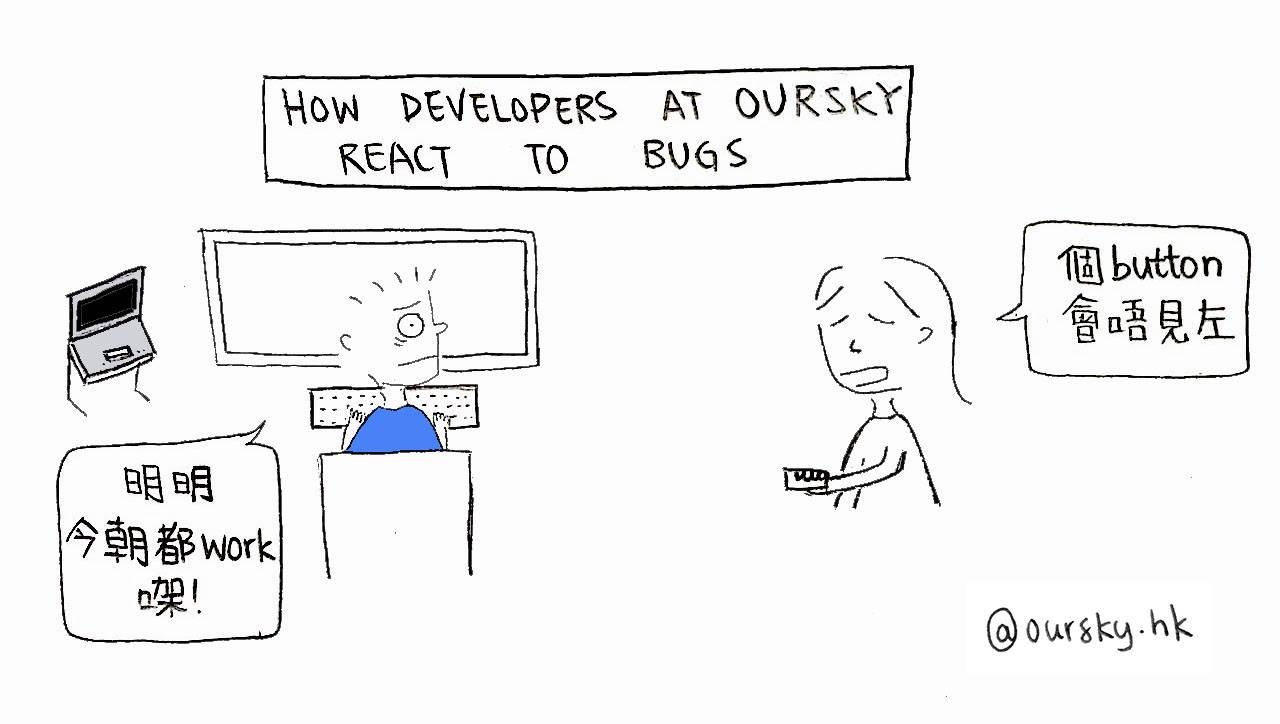 HOW DEVELOPERS AT OURSKY
REACT TO BUGS
個button
會唔見左
明明
今朝都work
㗎!
@oursky.hk